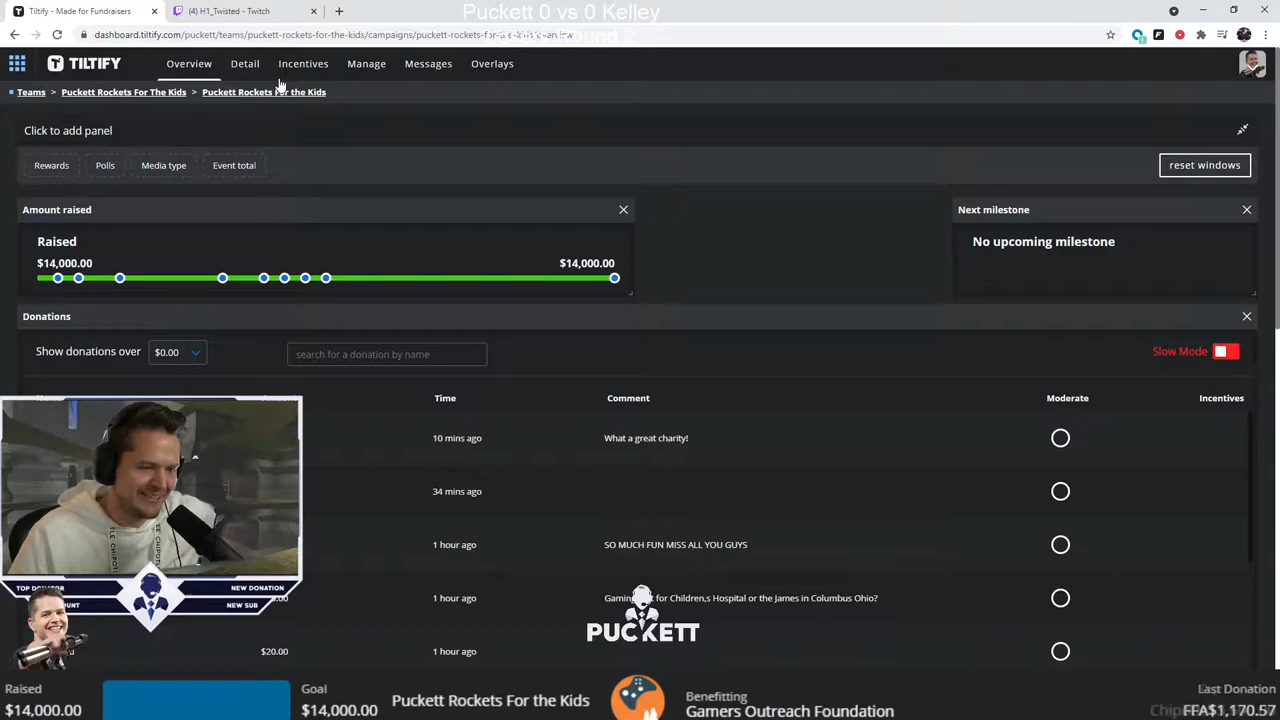 Tiltify - Made for Fundraisers
(4) H1_Twisted - Twitch
Puckett 0 vs 0 Kelley
dashboard.tiltify.com/puckett/teams/puckett-rockets-for-the-kids/campaigns/puckett-rockets-for-the-kids/overview
TILTIFY
Overview
Detail
Incentives
Manage
Messages
Overlays
Teams > Puckett Rockets For The Kids > Puckett Rockets For the Kids
Click to add panel
Rewards
Polls
Media type
Event total
reset windows
Amount raised
Next milestone
Raised
No upcoming milestone
$14,000.00
$14,000.00
Donations
Show donations over
$0.00
search for a donation by name
Slow Mode
Time
Comment
Moderate
Incentives
10 mins ago
What a great charity!
34 mins ago
1 hour ago
SO MUCH FUN MISS ALL YOU GUYS
TOP DONATOR
NEW DONATION
NEW SUB
1 hour ago
for Children,s Hospital or the James in Columbus Ohio?
PUCKETT
$20.00
1 hour ago
Raised
$14,000.00
Goal
$14,000.00
Puckett Rockets For the Kids
Benefitting
Gamers Outreach Foundation
Last Donation
$1,170.57